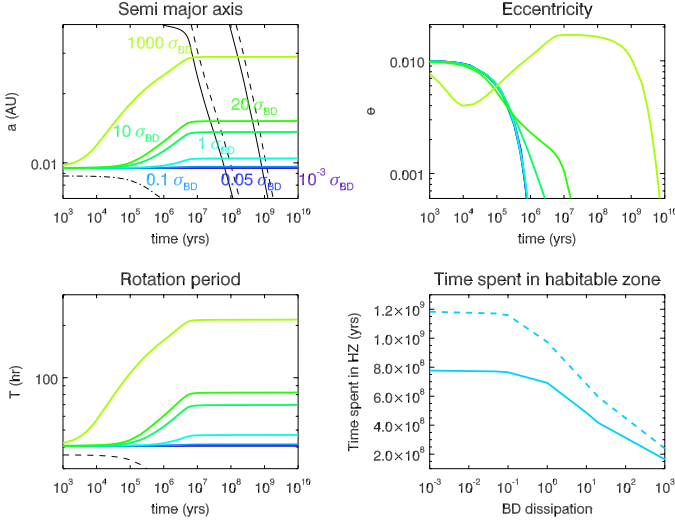 Semi major axis
Eccentricity
1000 σBD
20 σBD
10 σBD
1 σBD
0.1 σBD
0.05 σBD
10⁻³ σBD
a (AU)
0.01
10³ 10⁴ 10⁵ 10⁶ 10⁷ 10⁸ 10⁹ 10¹⁰
time (yrs)
e
0.010
0.001
10³ 10⁴ 10⁵ 10⁶ 10⁷ 10⁸ 10⁹ 10¹⁰
time (yrs)
Rotation period
Time spent in habitable zone
T (hr)
100
10³ 10⁴ 10⁵ 10⁶ 10⁷ 10⁸ 10⁹ 10¹⁰
time (yrs)
Time spent in HZ (yrs)
1.2×10⁹
1.0×10⁹
8.0×10⁸
6.0×10⁸
4.0×10⁸
2.0×10⁸
10⁻³ 10⁻² 10⁻¹ 10⁰ 10¹ 10² 10³
BD dissipation